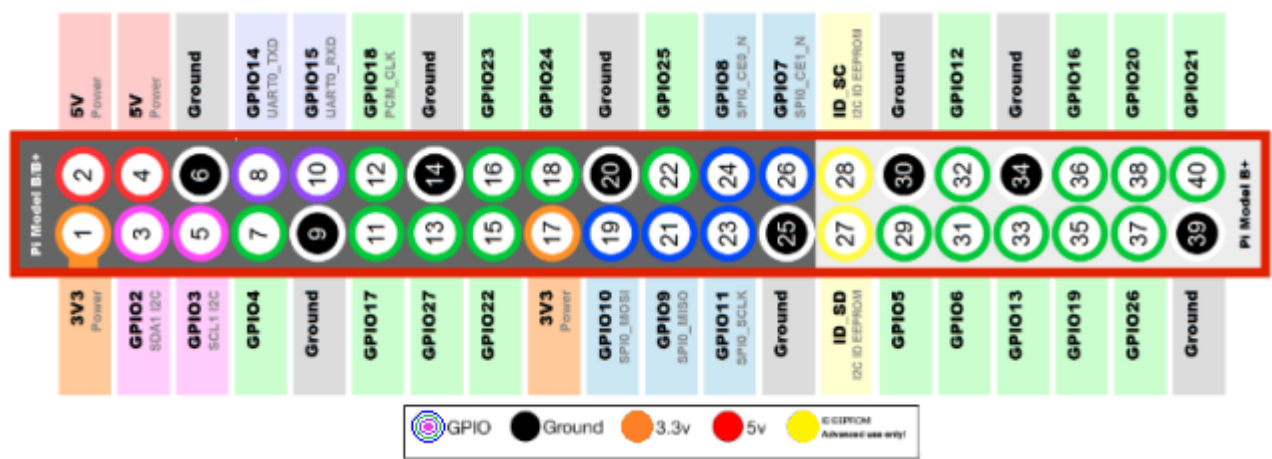 5V
Power
5V
Power
Ground
GPIO14
UART0_TXD
GPIO15
UART0_RXD
GPIO18
PCM_CLK
Ground
GPIO23
GPIO24
Ground
GPIO25
GPIO8
SPI0_CE0_N
GPIO7
SPI0_CE1_N
ID_SC
I2C ID EEPROM
Ground
GPIO12
Ground
GPIO16
GPIO20
GPIO21
Pi Model B/B+
2 4 6 8 10 12 14 16 18 20 22 24 26 28 30 32 34 36 38 40
1 3 5 7 9 11 13 15 17 19 21 23 25 27 29 31 33 35 37 39
Pi Model B+
3V3
Power
GPIO2
SDA1 I2C
GPIO3
SCL1 I2C
GPIO4
Ground
GPIO17
GPIO27
GPIO22
3V3
Power
GPIO10
SPI0_MOSI
GPIO9
SPI0_MISO
GPIO11
SPI0_SCLK
Ground
ID_SD
I2C ID EEPROM
GPIO5
GPIO6
GPIO13
GPIO19
GPIO26
Ground
GPIO Ground 3.3v 5v ID EEPROM
Advanced use only!